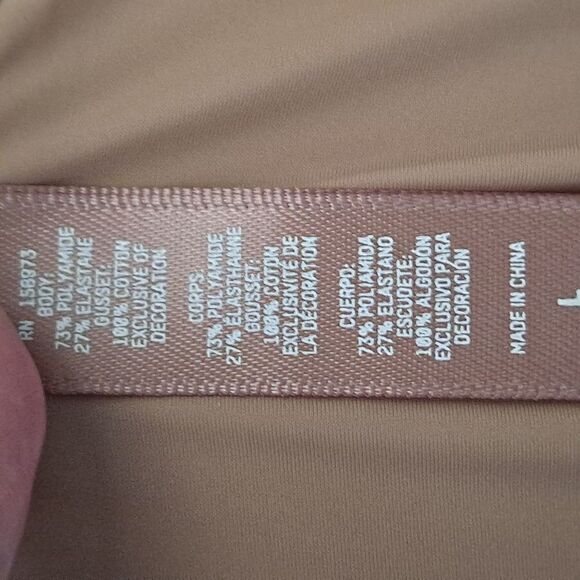 RN 158973
BODY:
73% POLYAMIDE
27% ELASTANE
GUSSET:
100% COTTON
EXCLUSIVE OF
DECORATION
CORPS:
73% POLYAMIDE
27% ELASTHANNE
GOUSSET:
100% COTON
EXCLUSIVITÉ DE
LA DÉCORATION
CUERPO:
73% POLIAMIDA
27% ELASTANO
ESCUDETE:
100% ALGODÓN
EXCLUSIVO PARA
DECORACIÓN
MADE IN CHINA